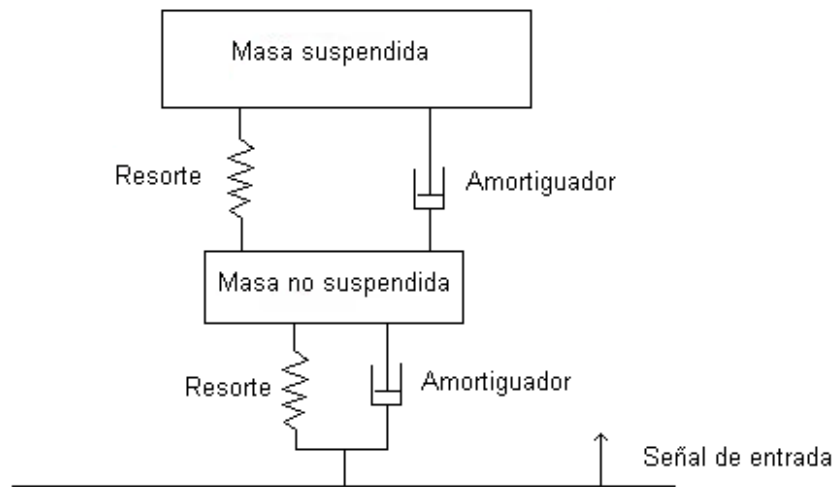 Masa suspendida
Resorte
Amortiguador
Masa no suspendida
Resorte
Amortiguador
Señal de entrada